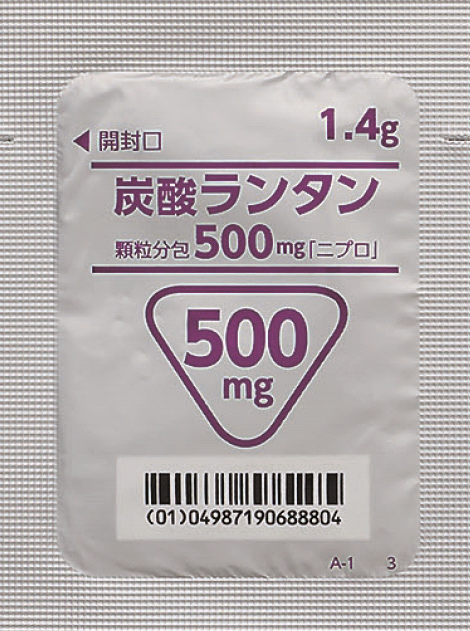 1.4g
◀開封口
炭酸ランタン
顆粒分包500mg「ニプロ」
500
mg
(01)04987190688804
A-1 3